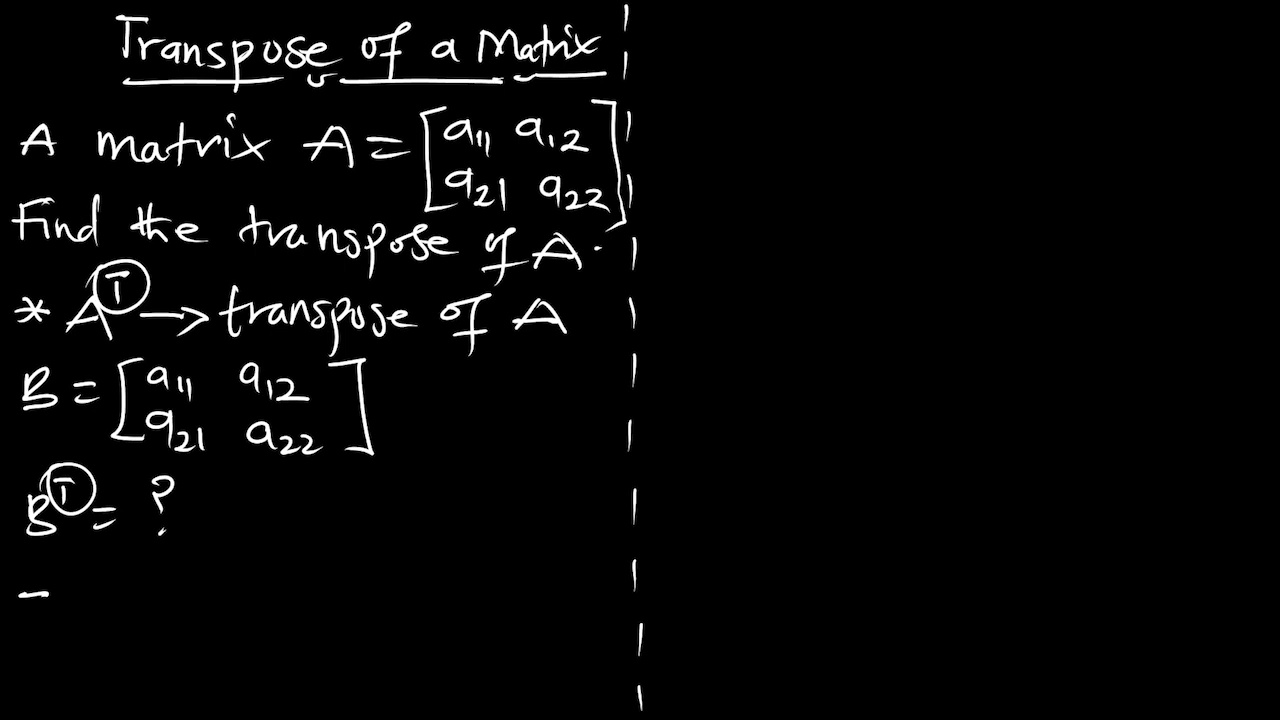 Transpose of a Matrix
A matrix A = [a11 a12
a21 a22]
Find the transpose of A.
* A^T → transpose of A
B = [a11 a12
a21 a22]
B^T = ?
–